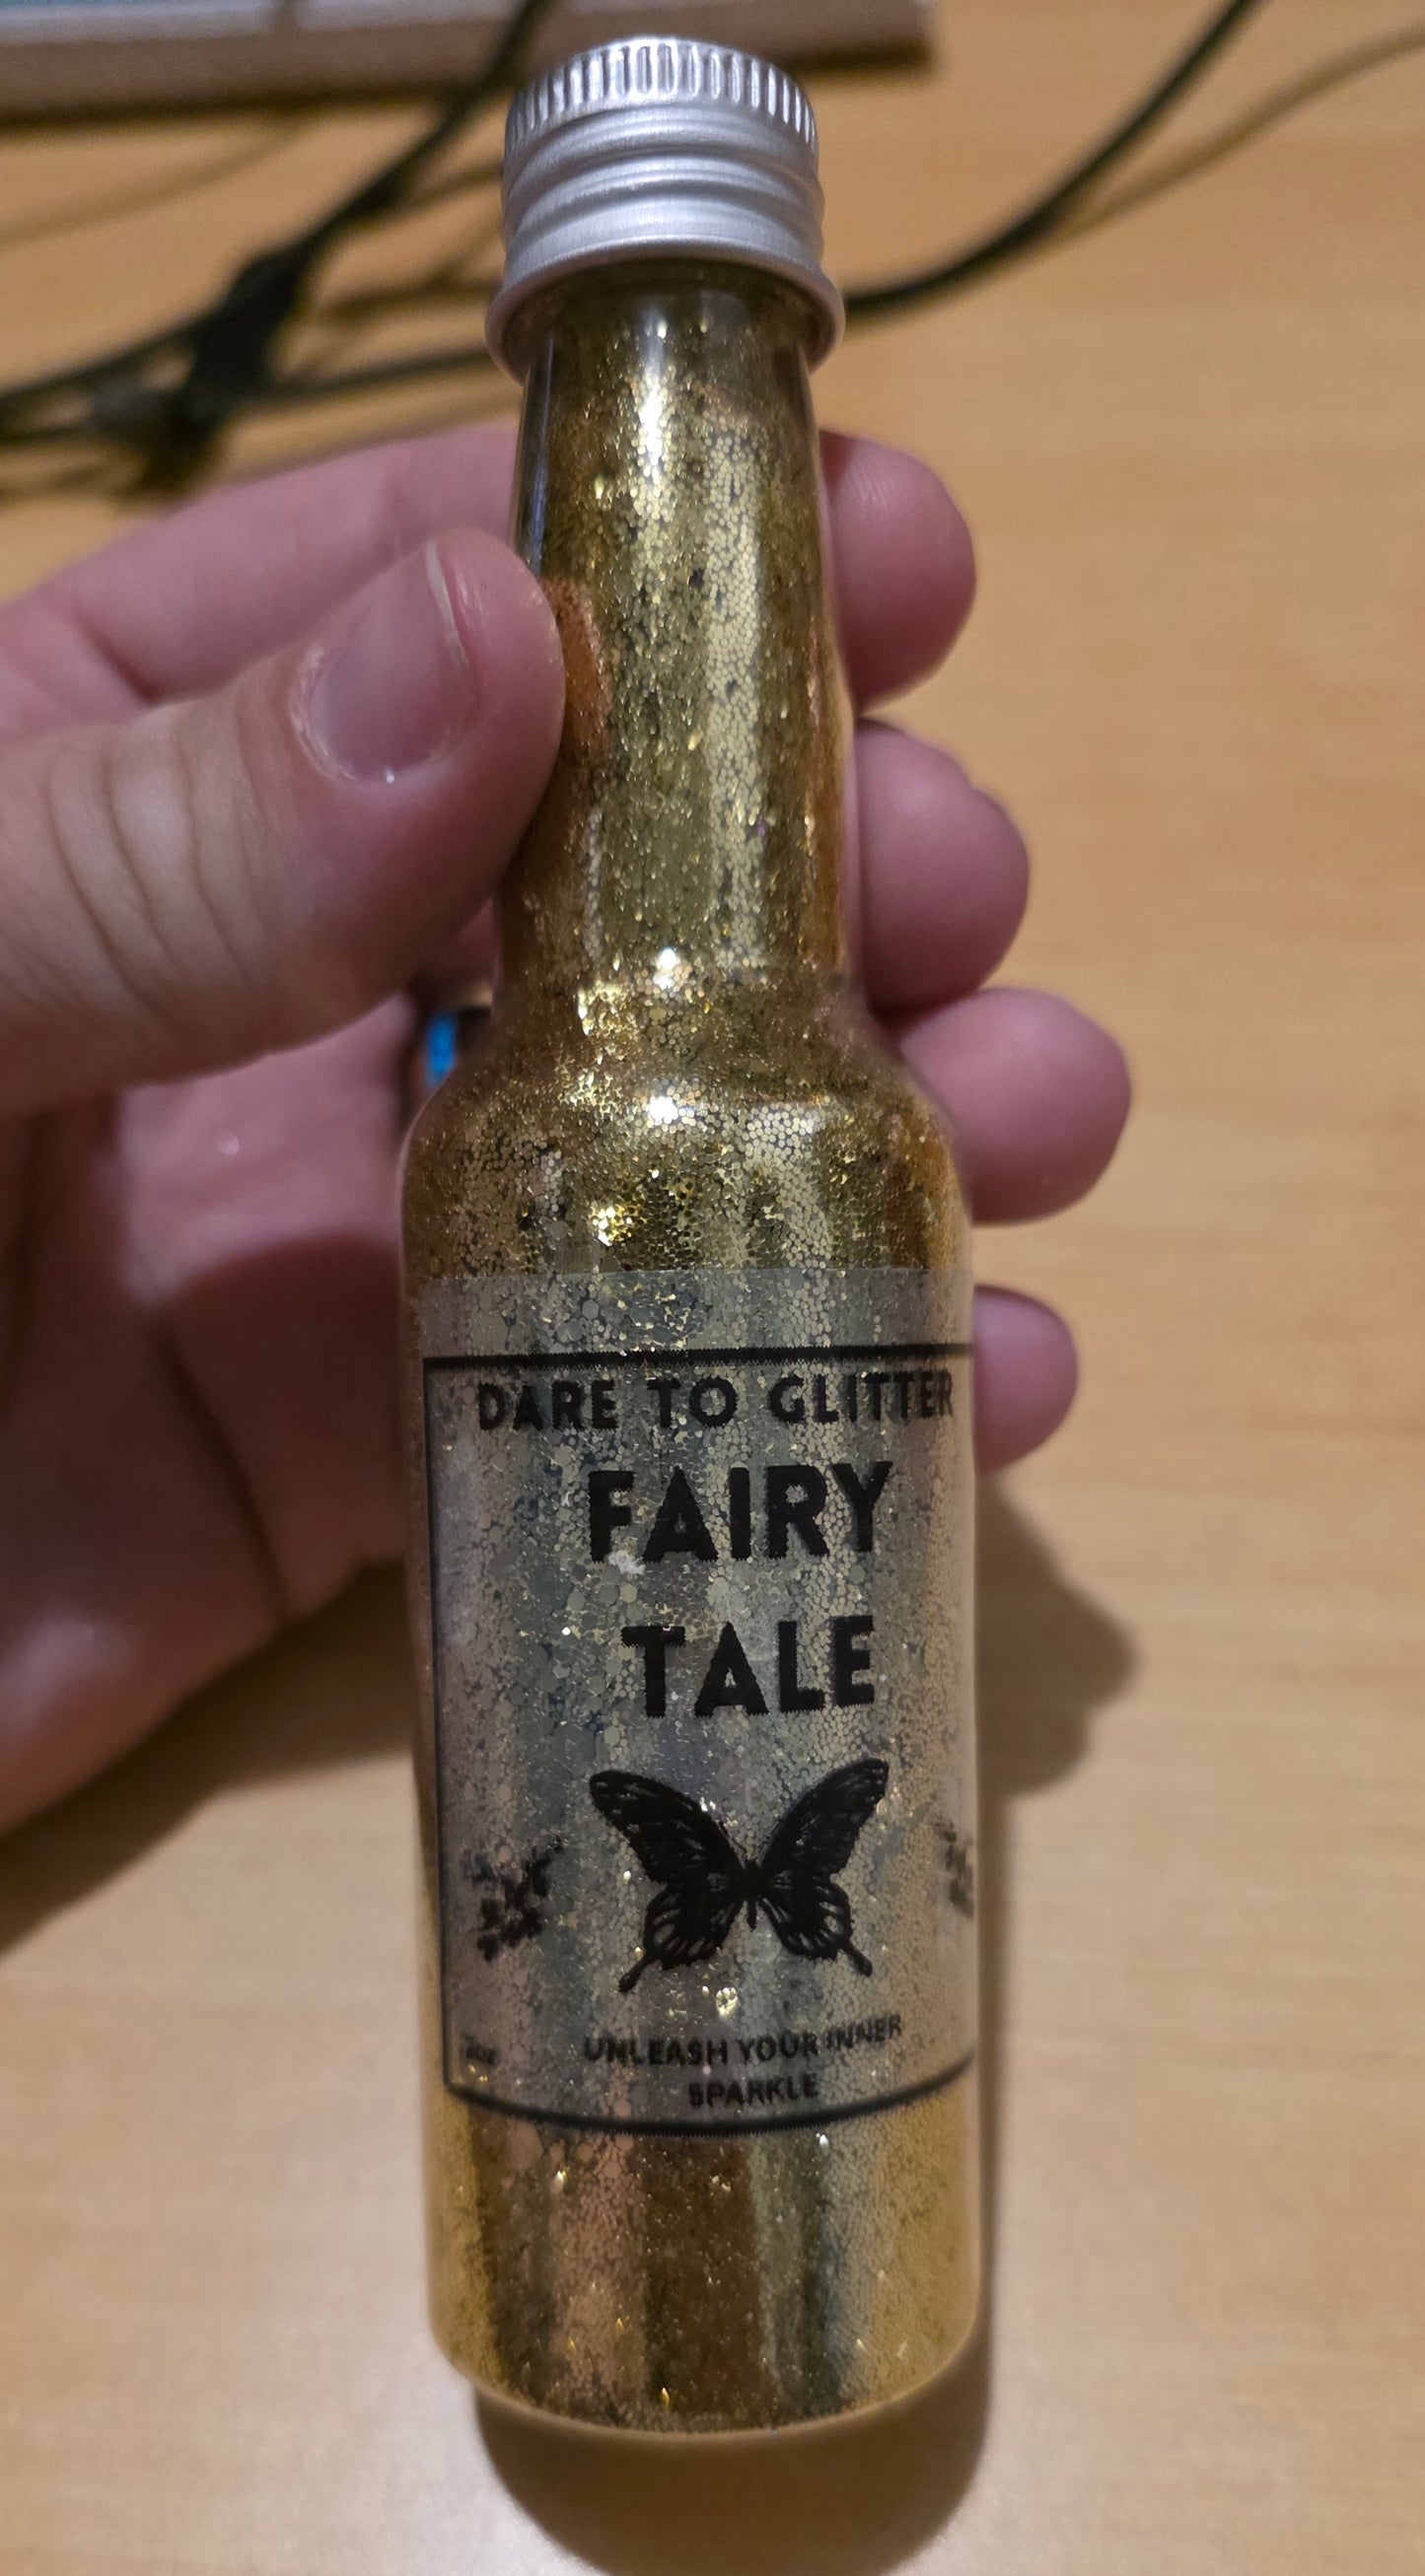 DARE TO GLITTER
FAIRY
TALE
UNLEASH YOUR INNER
SPARKLE